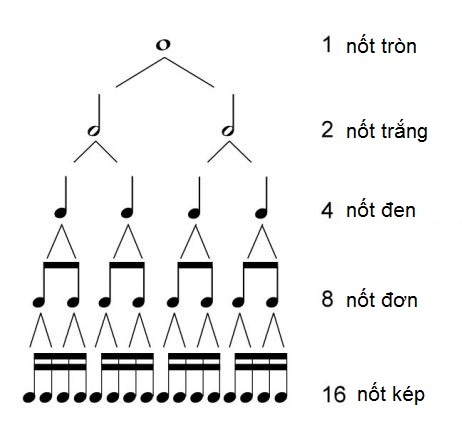 1 nốt tròn
2 nốt trắng
4 nốt đen
8 nốt đơn
16 nốt kép